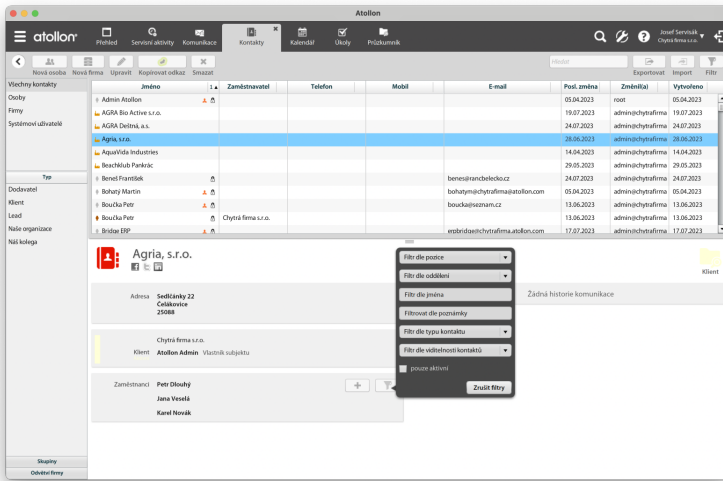 Atollon
atollon
Přehled Servisní aktivity Komunikace Kontakty Kalendář Úkoly Průzkumník
Josef Servisák
Chytrá firma s.r.o.
Nová osoba Nová firma Upravit Kopírovat odkaz Smazat
Hledat
Exportovat Import Filtr
Všechny kontakty
Osoby
Firmy
Systémoví uživatelé
Typ
Dodavatel
Klient
Lead
Naše organizace
Náš kolega
Skupiny
Odvětví firmy
Jméno 1 Zaměstnavatel Telefon Mobil E-mail Posl. změna Změnil(a) Vytvořeno
Admin Atollon 05.04.2023 root 05.04.2023
AGRA Bio Active s.r.o. 19.07.2023 admin@chytrafirma 19.07.2023
AGRA Deštná, a.s. 24.07.2023 admin@chytrafirma 24.07.2023
Agria, s.r.o. 28.06.2023 admin@chytrafirma 28.06.2023
AquaVida Industries 14.04.2023 admin@chytrafirma 14.04.2023
Beachklub Pankrác 29.05.2023 admin@chytrafirma 29.05.2023
Beneš František benes@rancbelecko.cz 24.07.2023 admin@chytrafirma 24.07.2023
Bohatý Martin bohatym@chytrafirma@atollon.com 05.04.2023 admin@chytrafirma 05.04.2023
Boučka Petr boucka@seznam.cz 13.06.2023 admin@chytrafirma 13.06.2023
Boučka Petr Chytrá firma s.r.o. 13.06.2023 admin@chytrafirma 13.06.2023
Bridge ERP erpbridge@chytrafirma.atollon.com 17.07.2023 admin@chytrafirma 17.07.2023
Agria, s.r.o.
Klient
Adresa Sedlčánky 22
Čelákovice
25088
Chytrá firma s.r.o.
Klient Atollon Admin Vlastník subjektu
Zaměstnanci Petr Dlouhý
Jana Veselá
Karel Novák
Filtr dle pozice
Filtr dle oddělení
Filtr dle jména
Filtrovat dle poznámky
Filtr dle typu kontaktu
Filtr dle viditelnosti kontaktů
pouze aktivní
Zrušit filtry
Žádná historie komunikace